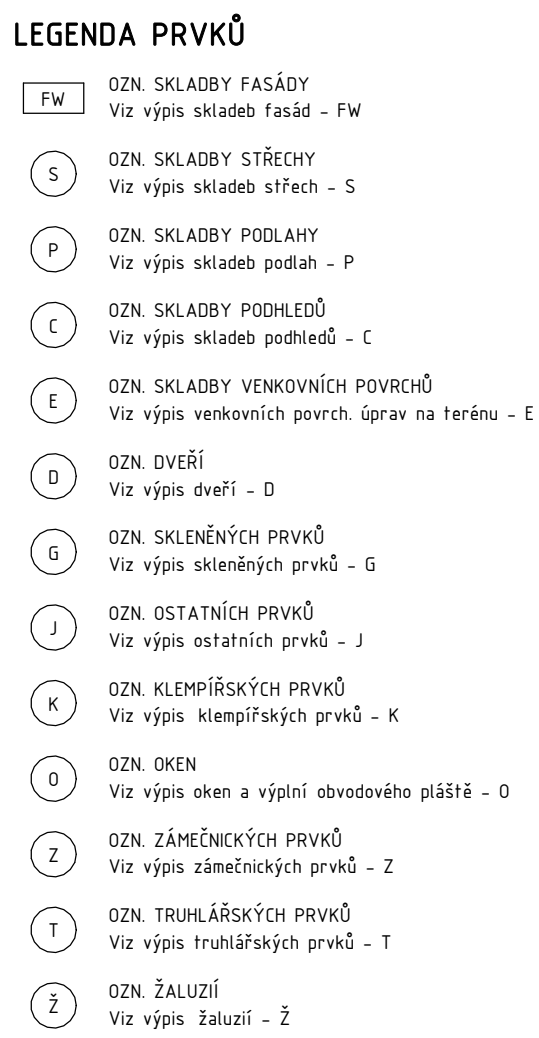 LEGENDA PRVKŮ
FW
OZN. SKLADBY FASÁDY
Viz výpis skladeb fasád - FW
S
OZN. SKLADBY STŘECHY
Viz výpis skladeb střech - S
P
OZN. SKLADBY PODLAHY
Viz výpis skladeb podlah - P
C
OZN. SKLADBY PODHLEDŮ
Viz výpis skladeb podhledů - C
E
OZN. SKLADBY VENKOVNÍCH POVRCHŮ
Viz výpis venkovních povrch. úprav na terénu - E
D
OZN. DVEŘÍ
Viz výpis dveří - D
G
OZN. SKLENĚNÝCH PRVKŮ
Viz výpis skleněných prvků - G
J
OZN. OSTATNÍCH PRVKŮ
Viz výpis ostatních prvků - J
K
OZN. KLEMPÍŘSKÝCH PRVKŮ
Viz výpis klempířských prvků - K
O
OZN. OKEN
Viz výpis oken a výplní obvodového pláště - O
Z
OZN. ZÁMEČNICKÝCH PRVKŮ
Viz výpis zámečnických prvků - Z
T
OZN. TRUHLÁŘSKÝCH PRVKŮ
Viz výpis truhlářských prvků - T
Ž
OZN. ŽALUZIÍ
Viz výpis žaluzií - Ž